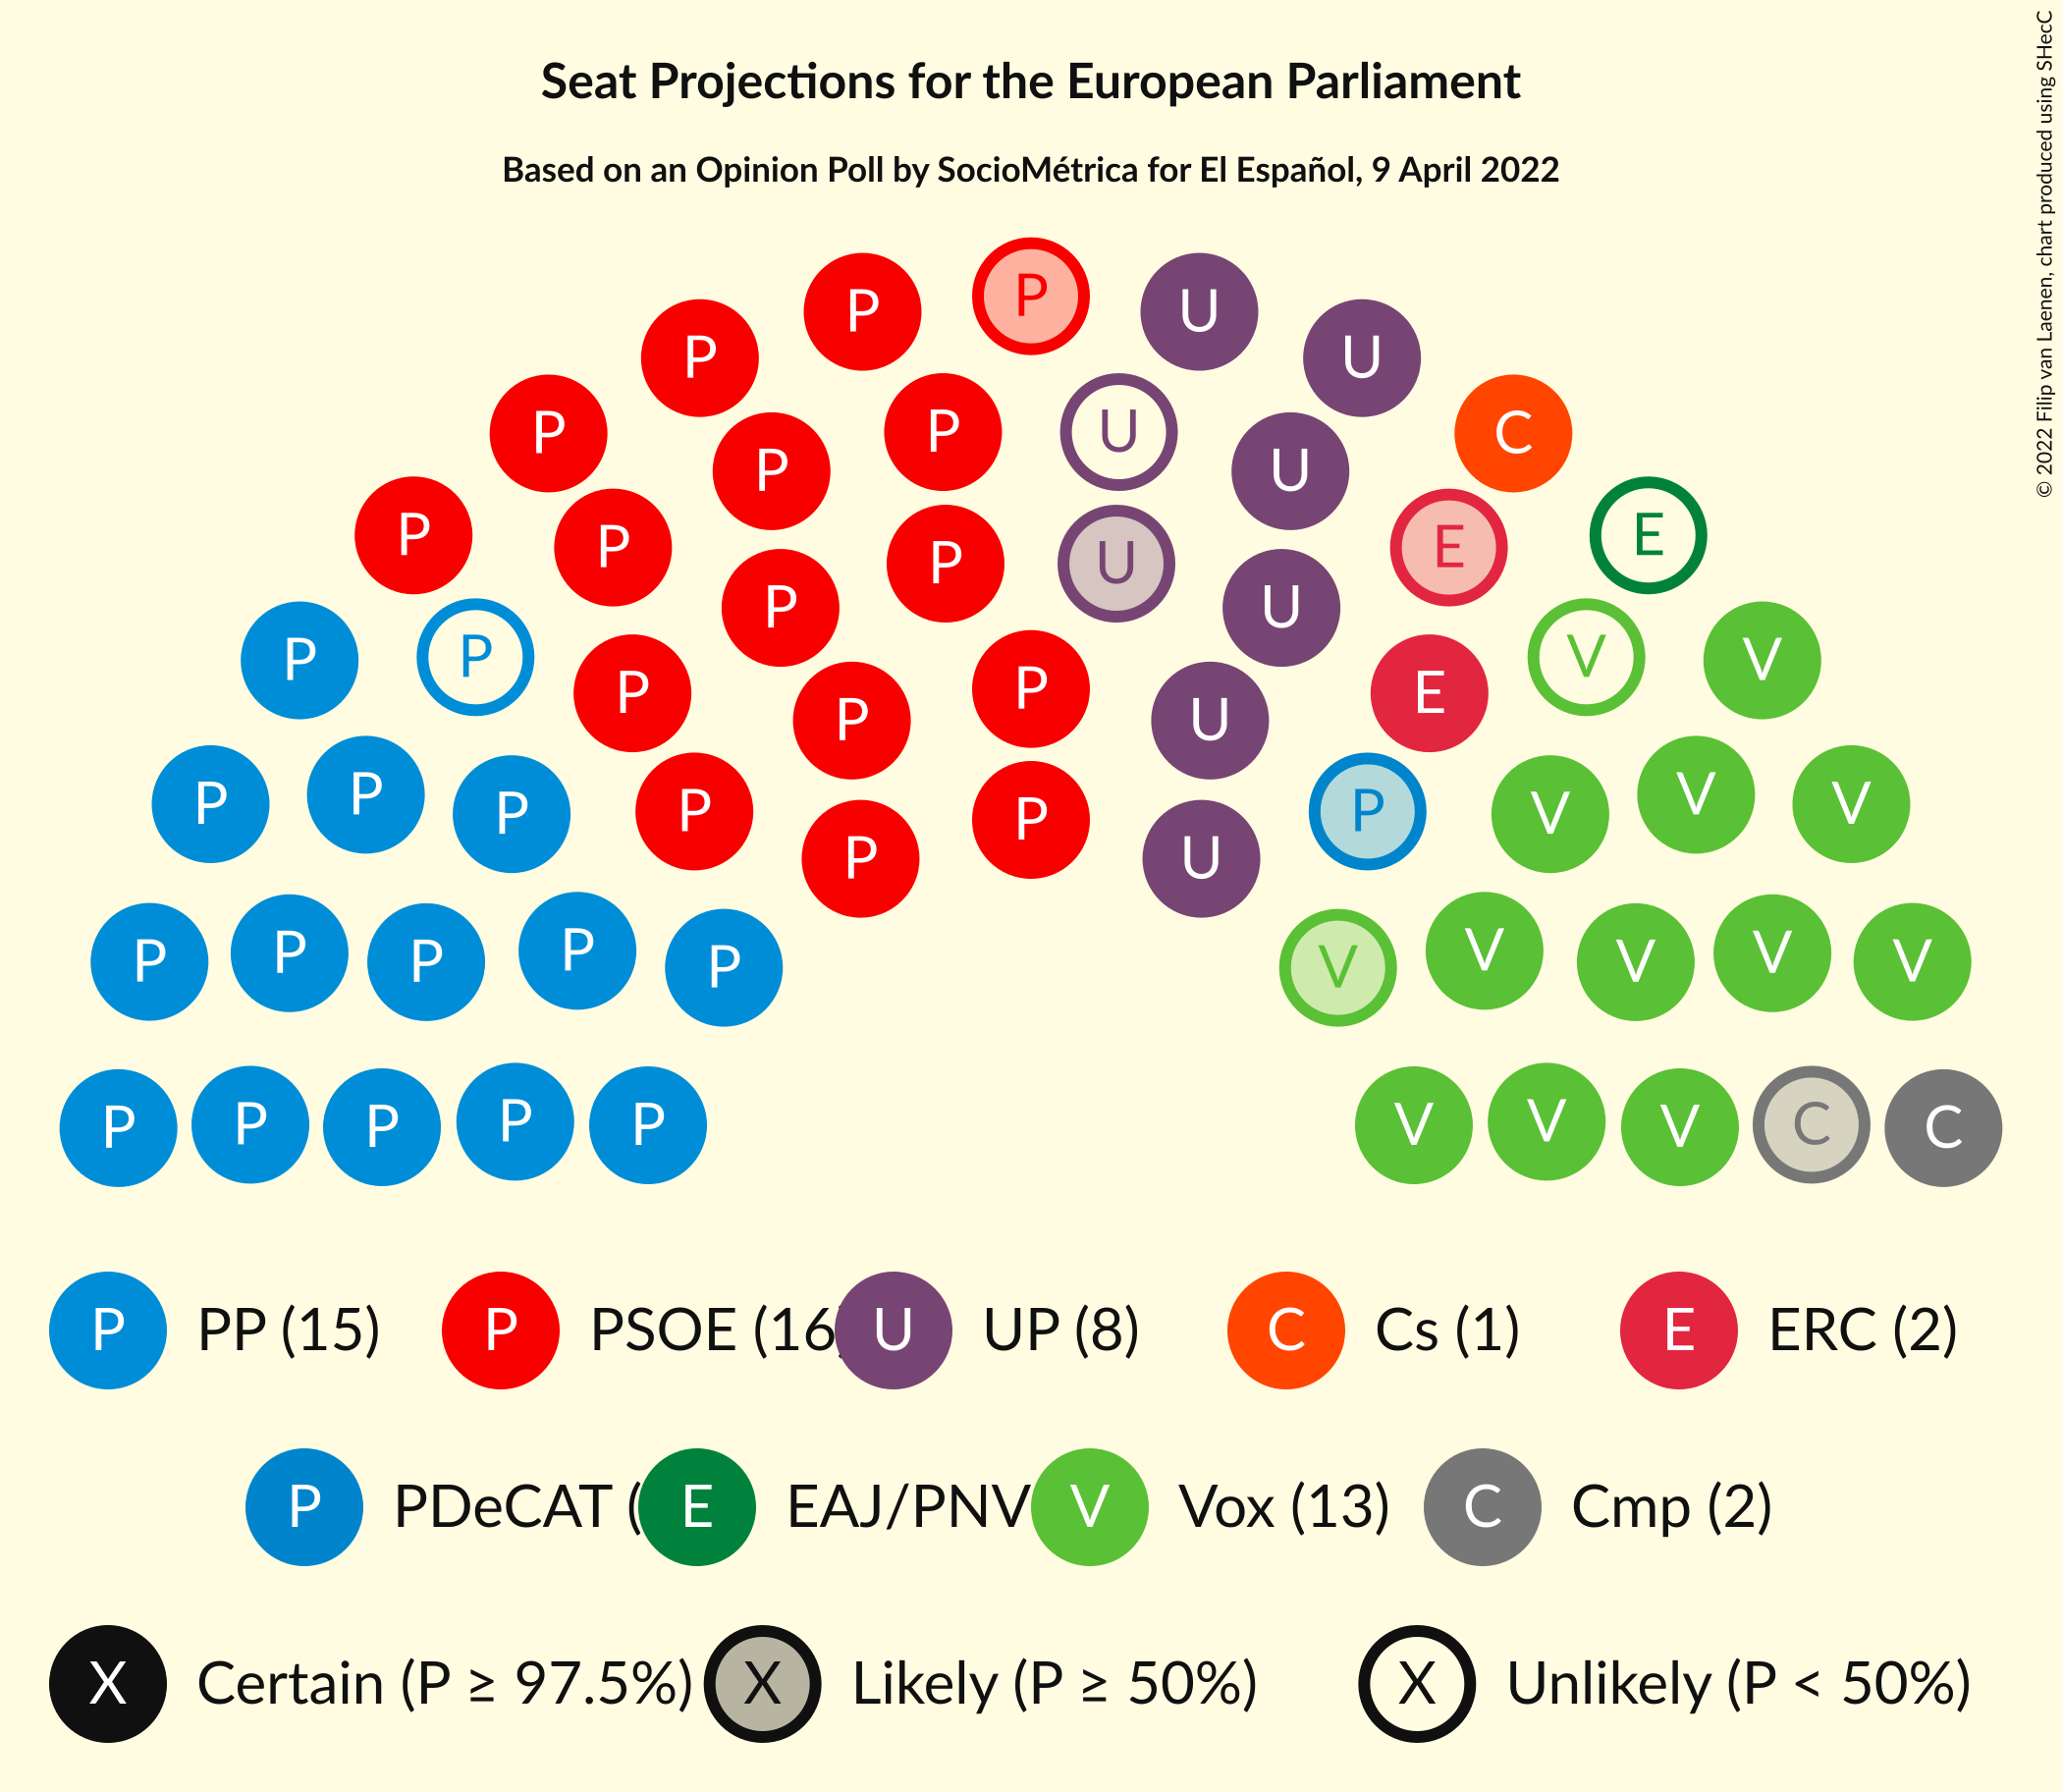 Seat Projections for the European Parliament
Based on an Opinion Poll by SocioMétrica for El Español, 9 April 2022
© 2022 Filip van Laenen, chart produced using SHecC
P P P U U
P P U U C
P P P P U U E E
P P P P P U E V V
P P P P P P U P V V V
P P P P P V V V V V
P P P P P V V V C C
P PP (15) P PSOE (16 U UP (8) C Cs (1) E ERC (2)
P PDeCAT ( E EAJ/PNV V Vox (13) C Cmp (2)
X Certain (P ≥ 97.5%) X Likely (P ≥ 50%) X Unlikely (P < 50%)